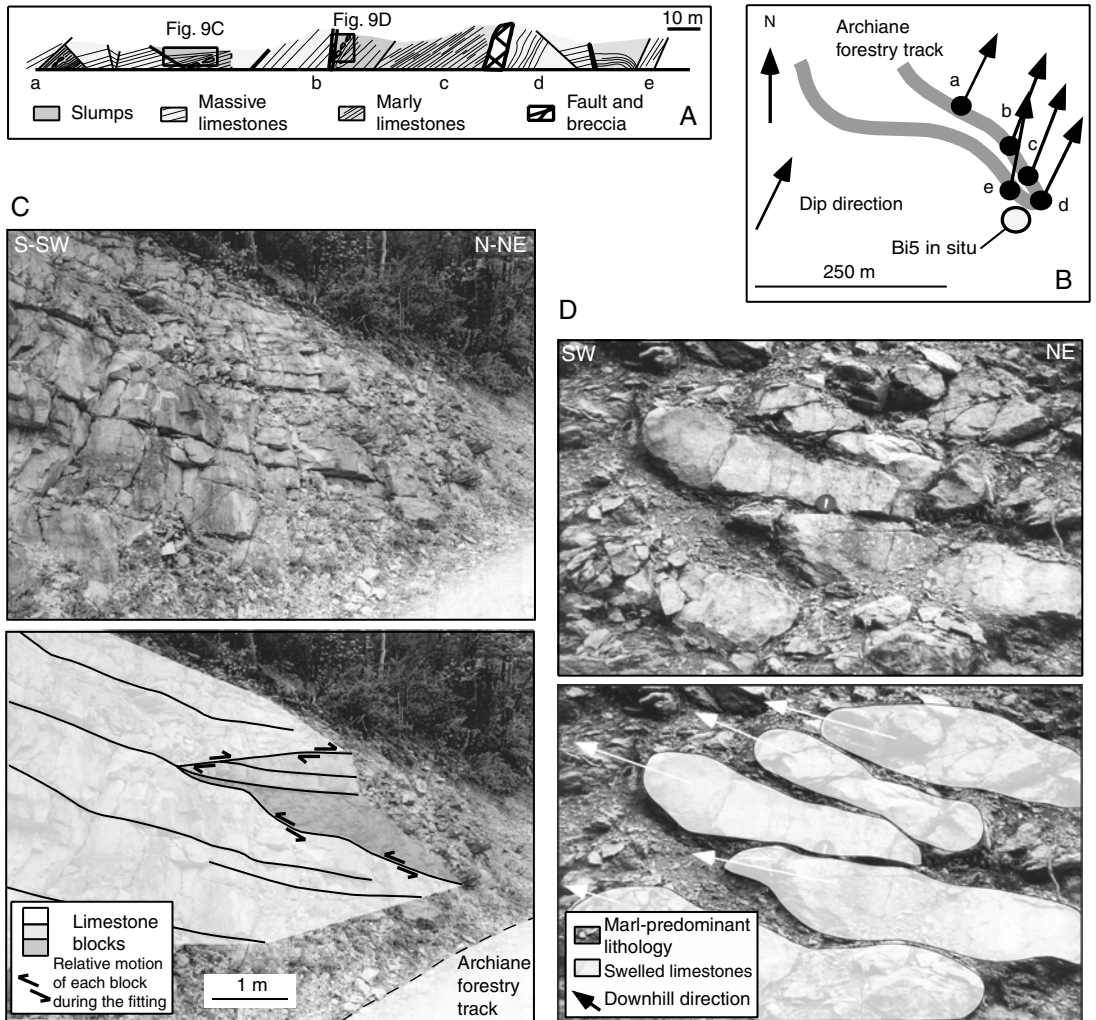 Fig. 9C
Fig. 9D
10 m
a
b
c
d
e
Slumps
Massive
limestones
Marly
limestones
Fault and
breccia
A
N
Archiane
forestry track
a
b
c
e
d
Dip direction
Bi5 in situ
250 m
B
C
S-SW
N-NE
Limestone
blocks
Relative motion
of each block
during the fitting
1 m
Archiane
forestry
track
D
SW
NE
Marl-predominant
lithology
Swelled limestones
Downhill direction